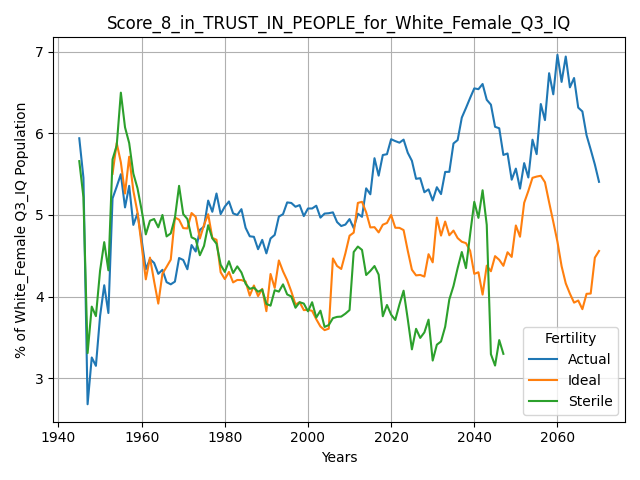 Score_8_in_TRUST_IN_PEOPLE_for_White_Female_Q3_IQ
% of White_Female Q3_IQ Population
7
6
5
4
3
1940 1960 1980 2000 2020 2040 2060
Years
Fertility
Actual
Ideal
Sterile